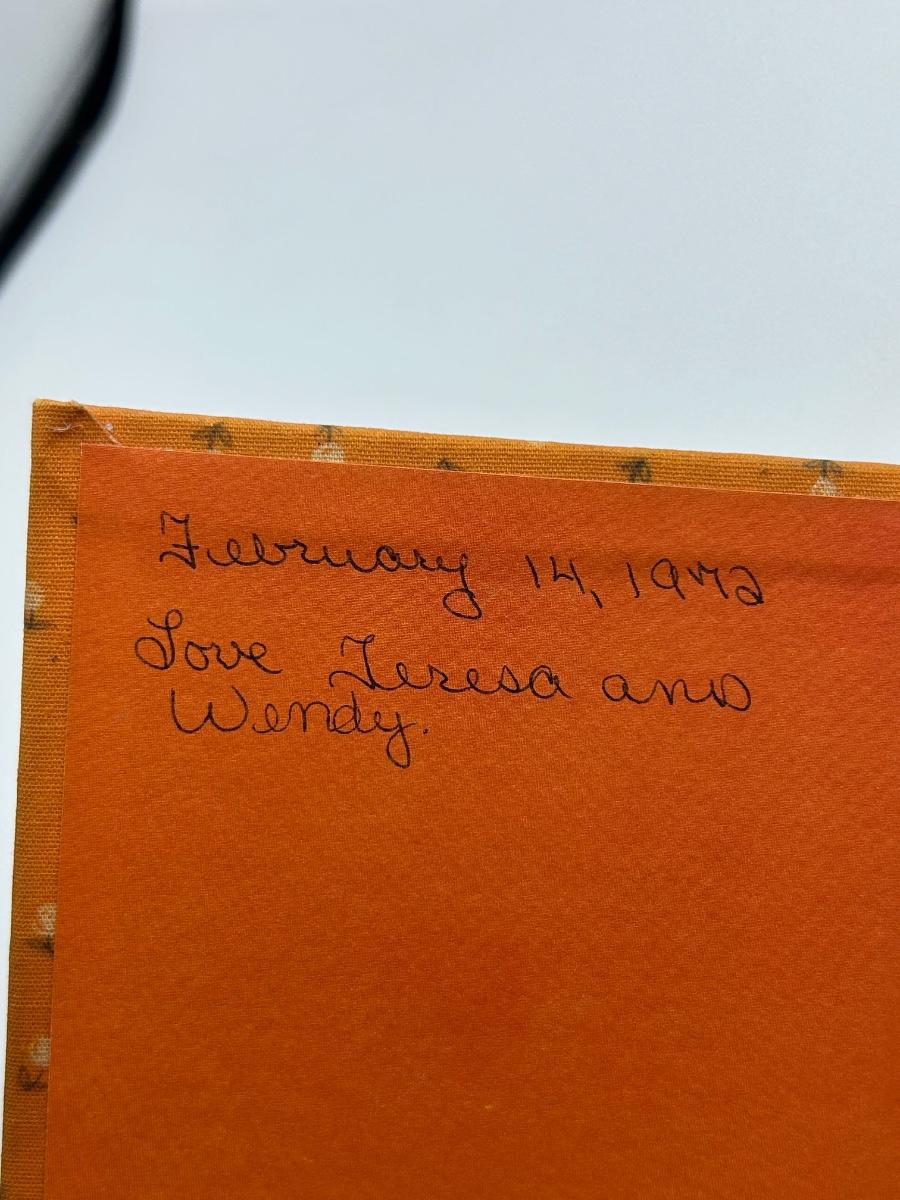 February 14, 1972
Love Teresa and
Wendy.